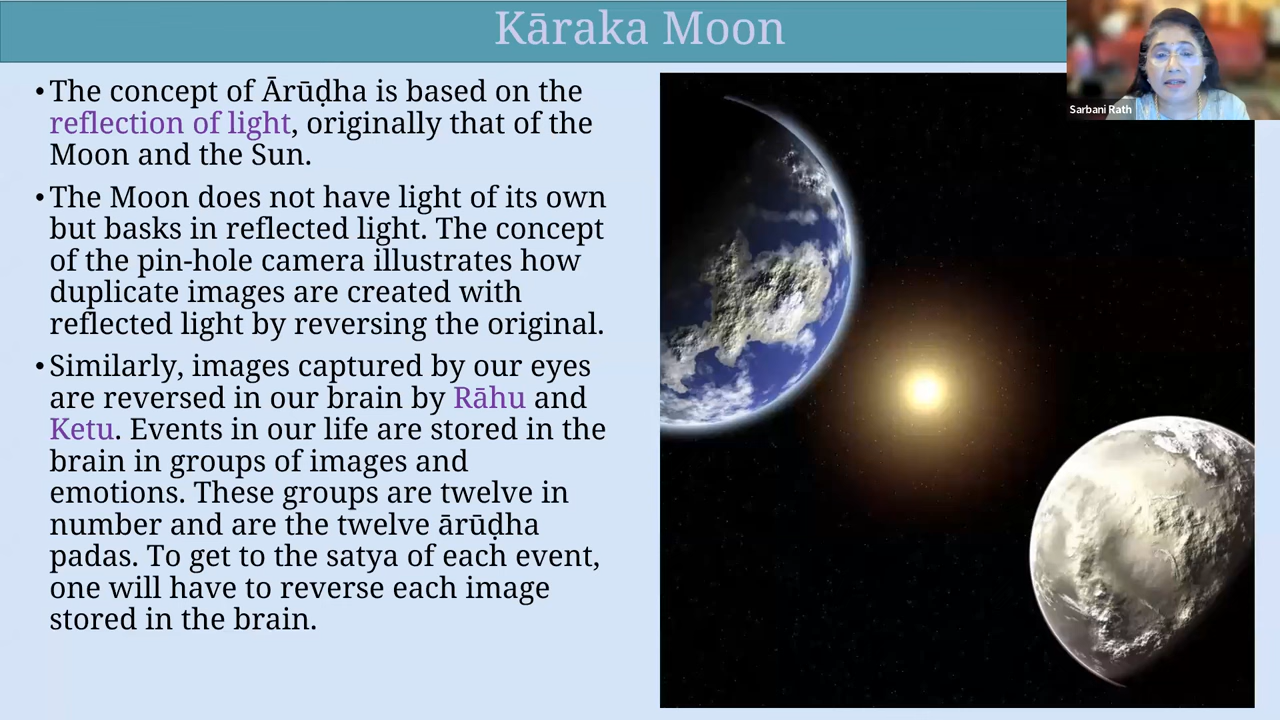 Kāraka Moon
Sarbani Rath
• The concept of Ārūḍha is based on the
reflection of light, originally that of the
Moon and the Sun.
• The Moon does not have light of its own
but basks in reflected light. The concept
of the pin-hole camera illustrates how
duplicate images are created with
reflected light by reversing the original.
• Similarly, images captured by our eyes
are reversed in our brain by Rāhu and
Ketu. Events in our life are stored in the
brain in groups of images and
emotions. These groups are twelve in
number and are the twelve ārūḍha
padas. To get to the satya of each event,
one will have to reverse each image
stored in the brain.